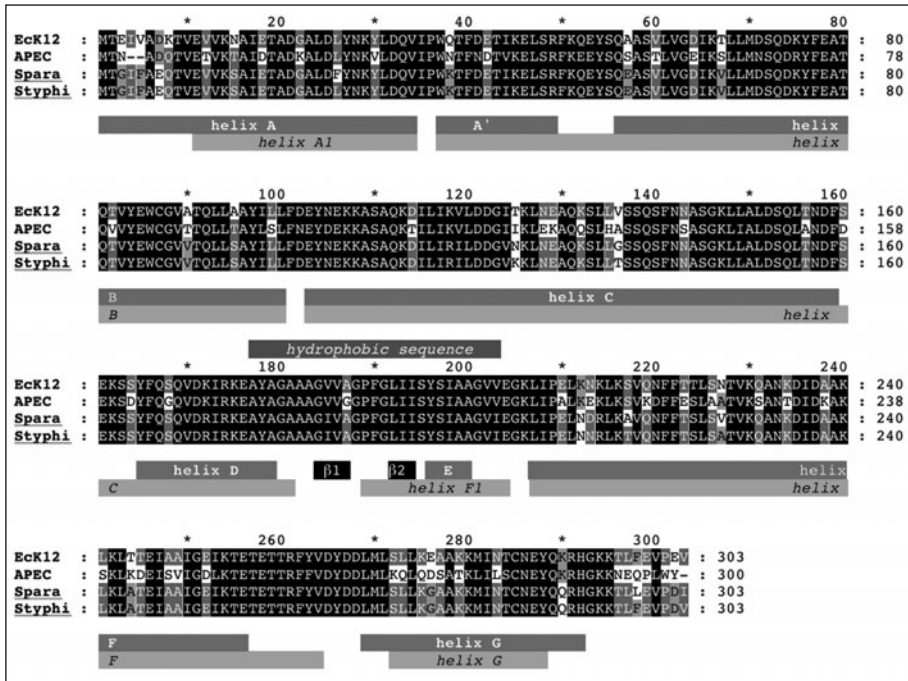 * 20 * 40 * 60 * 80
EcK12 : MTEIVADKTVEVVKNAIETADGALDLYNKYLDQVIPWQTFDETIKELSRFKQEYSQAASVLVGDIKTLLMDSQDKYFEAT : 80
APEC : MTN--ADQTVETVKTAIDTADKALDLYNKVLDQVIPWNTFNDTVKELSRFKEEYSQSASTLVGEIKSLLMNSQDRYFEAT : 78
Spara : MTGIFAEQTVEVVKSAIETADGALDFYNKYLDQVIPWKTFDETIKELSRFKQEYSQEASVLVGDIKVLLMDSQDKYFEAT : 80
Styphi : MTGIFAEQTVEVVKSAIETADGALDLYNKYLDQVIPWKTFDETIKELSRFKQEYSQEASVLVGDIKVLLMDSQDKYFEAT : 80
helix A A' helix
helix A1 helix
* 100 * 120 * 140 * 160
EcK12 : QTVYEWCGVATQLLAAYILLFDEYNEKKASAQKDILIKVLDDGITKLNEAQKSLLVSSQSFNNASGKLLALDSQLTNDFS : 160
APEC : QVVYEWCGVTTQLLTAYLSLFNEYNEKKASAQKTILIKVLDDGIIKLEKAQQSLHASSQSFNSASGKLLALDSQLANDFD : 158
Spara : QTVYEWCGVVTQLLSAYILLFDEYNEKKASAQKDILIRILDDGVNKLNEAQKSLLGSSQSFNNASGKLLALDSQLTNDFS : 160
Styphi : QTVYEWCGVVTQLLSAYILLFDEYNEKKASAQKDILIRILDDGVKKLNEAQKSLLTSSQSFNNASGKLLALDSQLTNDFS : 160
B helix C
B helix
hydrophobic sequence
* 180 * 200 * 220 * 240
EcK12 : EKSSYFQSQVDKIRKEAYAGAAAGVVAGPFGLIISYSIAAGVVEGKLIPELKNKLKSVQNFFTTLSNTVKQANKDIDAAK : 240
APEC : EKSDYFQGQVDKIRKEAYAGAAAGVVGGPFGLIISYSIAAGVVEGKLIPALKEKLKSVKDFFESLAATVKSANTDIDKAK : 238
Spara : EKSSYFQSQVDRIRKEAYAGAAAGIVAGPFGLIISYSIAAGVIEGKLIPELNDRLKAVQNFFTSLSVTVKQANKDIDAAK : 240
Styphi : EKSSYFQSQVDRIRKEAYAGAAAGIVAGPFGLIISYSIAAGVIEGKLIPELNNRLKTVQNFFTSLSATVKQANKDIDAAK : 240
helix D β1 β2 E helix
C helix F1 helix
* 260 * 280 * 300
EcK12 : LKLTTEIAAIGEIKTETETTRFYVDYDDLMLSLLKEAAKKMINTCNEYQKRHGKKTLFEVPEV : 303
APEC : SKLKDEISVIGDLKTETETTRFYVDYDDLMLKQLQDSATKLILSCNEYQKRHGKKNEQPLWY- : 300
Spara : LKLATEIAAIGEIKTETETTRFYVDYDDLMLSLLKGAAKKMINTCNEYQQRHGKKTLLEVPDI : 303
Styphi : LKLATEIAAIGEIKTETETTRFYVDYDDLMLSLLKGAAKKMINTCNEYQQRHGKKTLFEVPDV : 303
F helix G
F helix G